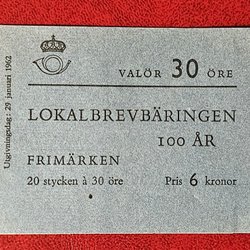 Utgivningsdag: 29 januari 1962
VALÖR 30 ÖRE
LOKALBREVBÄRINGEN
100 ÅR
FRIMÄRKEN
20 stycken à 30 öre
Pris 6 kronor